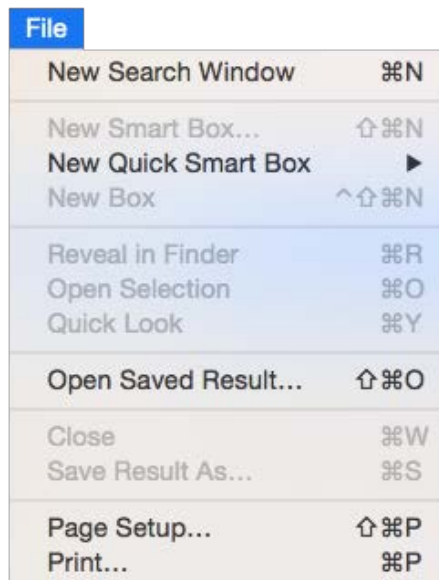 File
New Search Window ⌘N
New Smart Box... ⇧⌘N
New Quick Smart Box ▶
New Box ^⇧⌘N
Reveal in Finder ⌘R
Open Selection ⌘O
Quick Look ⌘Y
Open Saved Result... ⇧⌘O
Close ⌘W
Save Result As... ⌘S
Page Setup... ⇧⌘P
Print... ⌘P